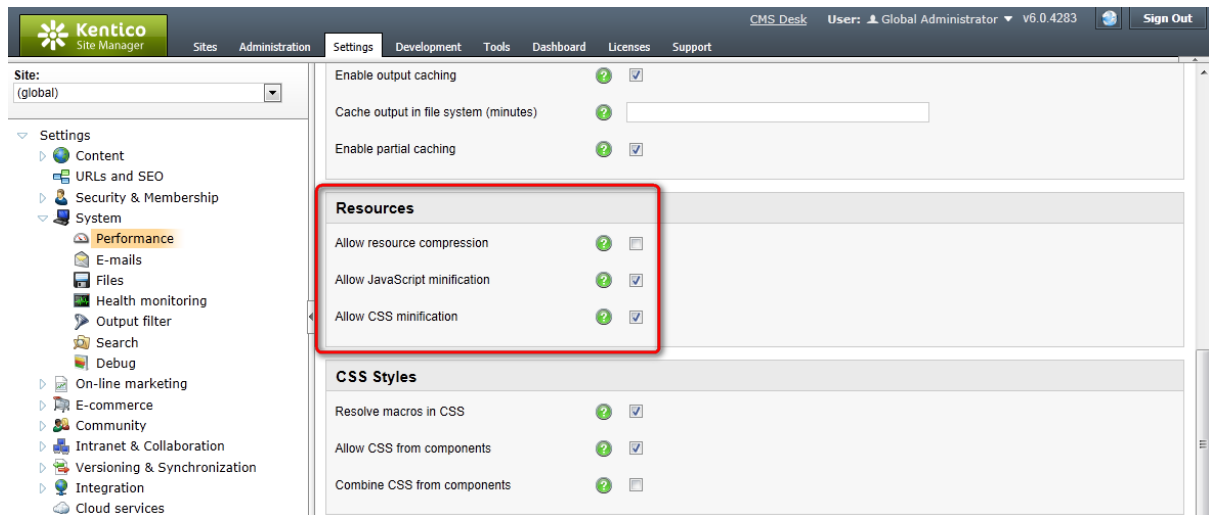 CMS Desk User: Global Administrator v6.0.4283 Sign Out
Kentico
Site Manager
Sites Administration Settings Development Tools Dashboard Licenses Support
Site:
(global)
Settings
Content
URLs and SEO
Security & Membership
System
Performance
E-mails
Files
Health monitoring
Output filter
Search
Debug
On-line marketing
E-commerce
Community
Intranet & Collaboration
Versioning & Synchronization
Integration
Cloud services
Enable output caching ?
Cache output in file system (minutes) ?
Enable partial caching ?
Resources
Allow resource compression ?
Allow JavaScript minification ?
Allow CSS minification ?
CSS Styles
Resolve macros in CSS ?
Allow CSS from components ?
Combine CSS from components ?